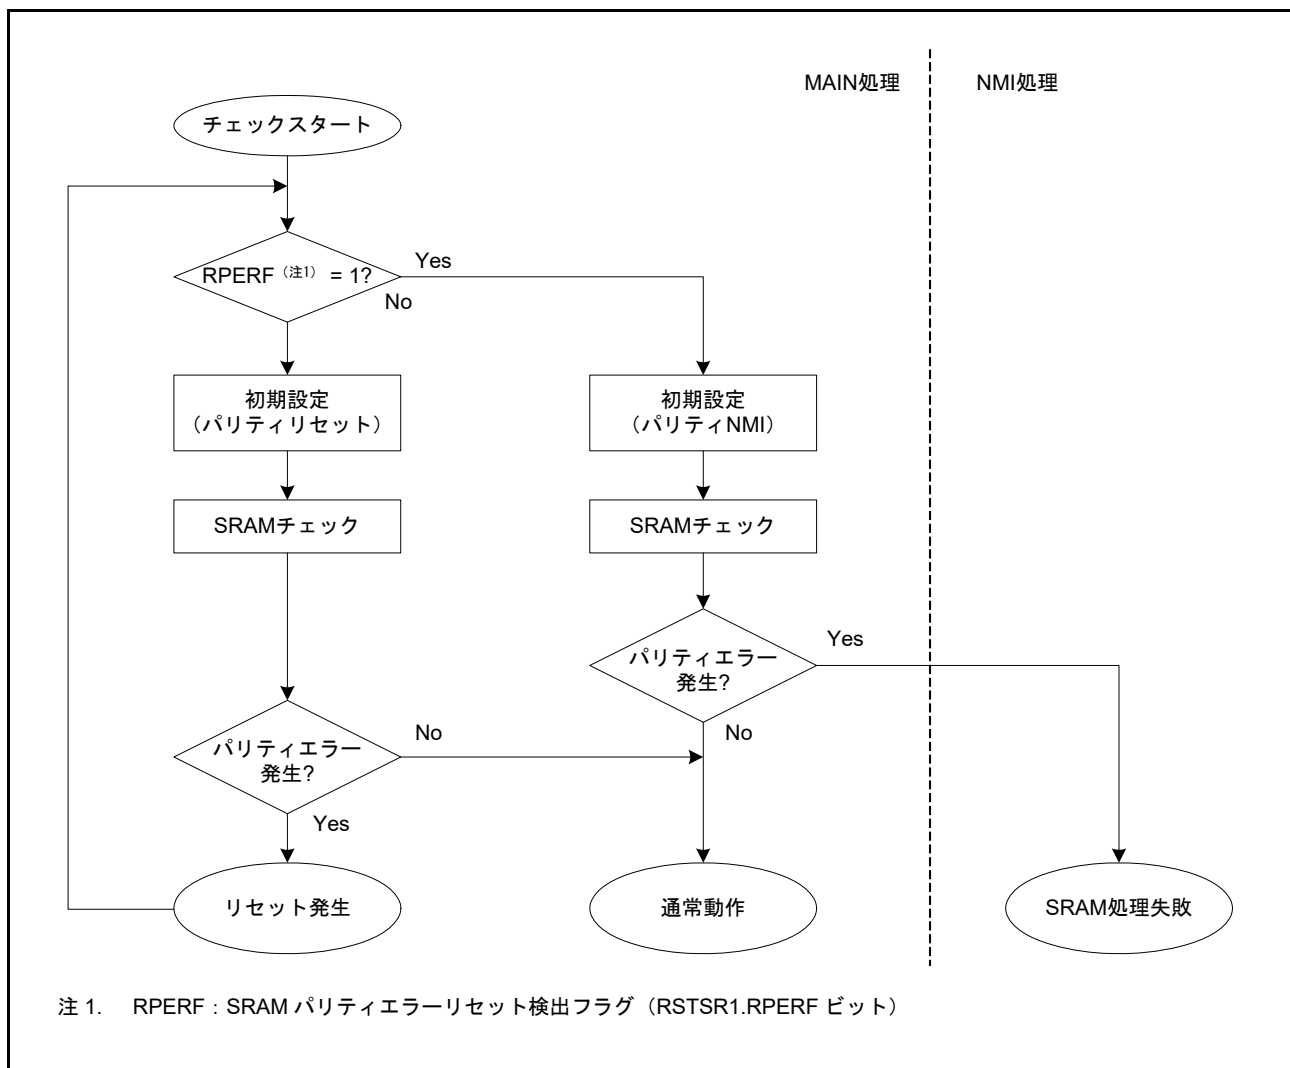 MAIN処理
NMI処理
チェックスタート
RPERF（注1） = 1?
Yes
No
初期設定
（パリティリセット）
初期設定
（パリティNMI）
SRAMチェック
SRAMチェック
パリティエラー
発生?
Yes
No
パリティエラー
発生?
No
Yes
リセット発生
通常動作
SRAM処理失敗
注 1. RPERF：SRAM パリティエラーリセット検出フラグ（RSTSR1.RPERF ビット）